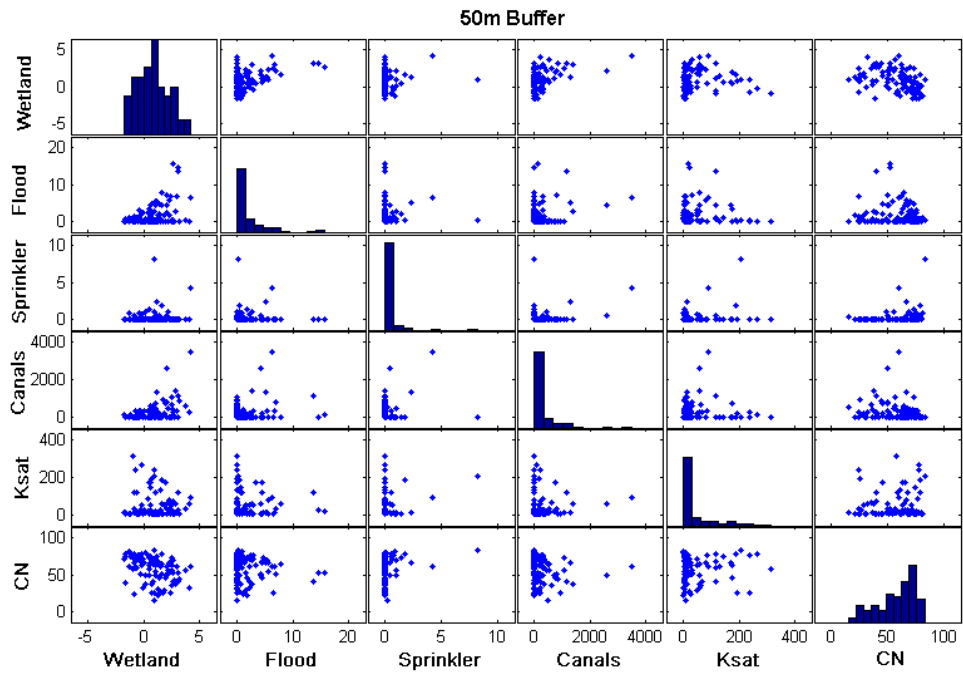 50m Buffer
Wetland
5
0
-5
Flood
20
10
0
Sprinkler
10
5
0
Canals
4000
2000
0
Ksat
400
200
0
CN
100
50
0
-5 0 5
0 10 20
0 5 10
0 2000 4000
0 200 400
0 50 100
Wetland Flood Sprinkler Canals Ksat CN